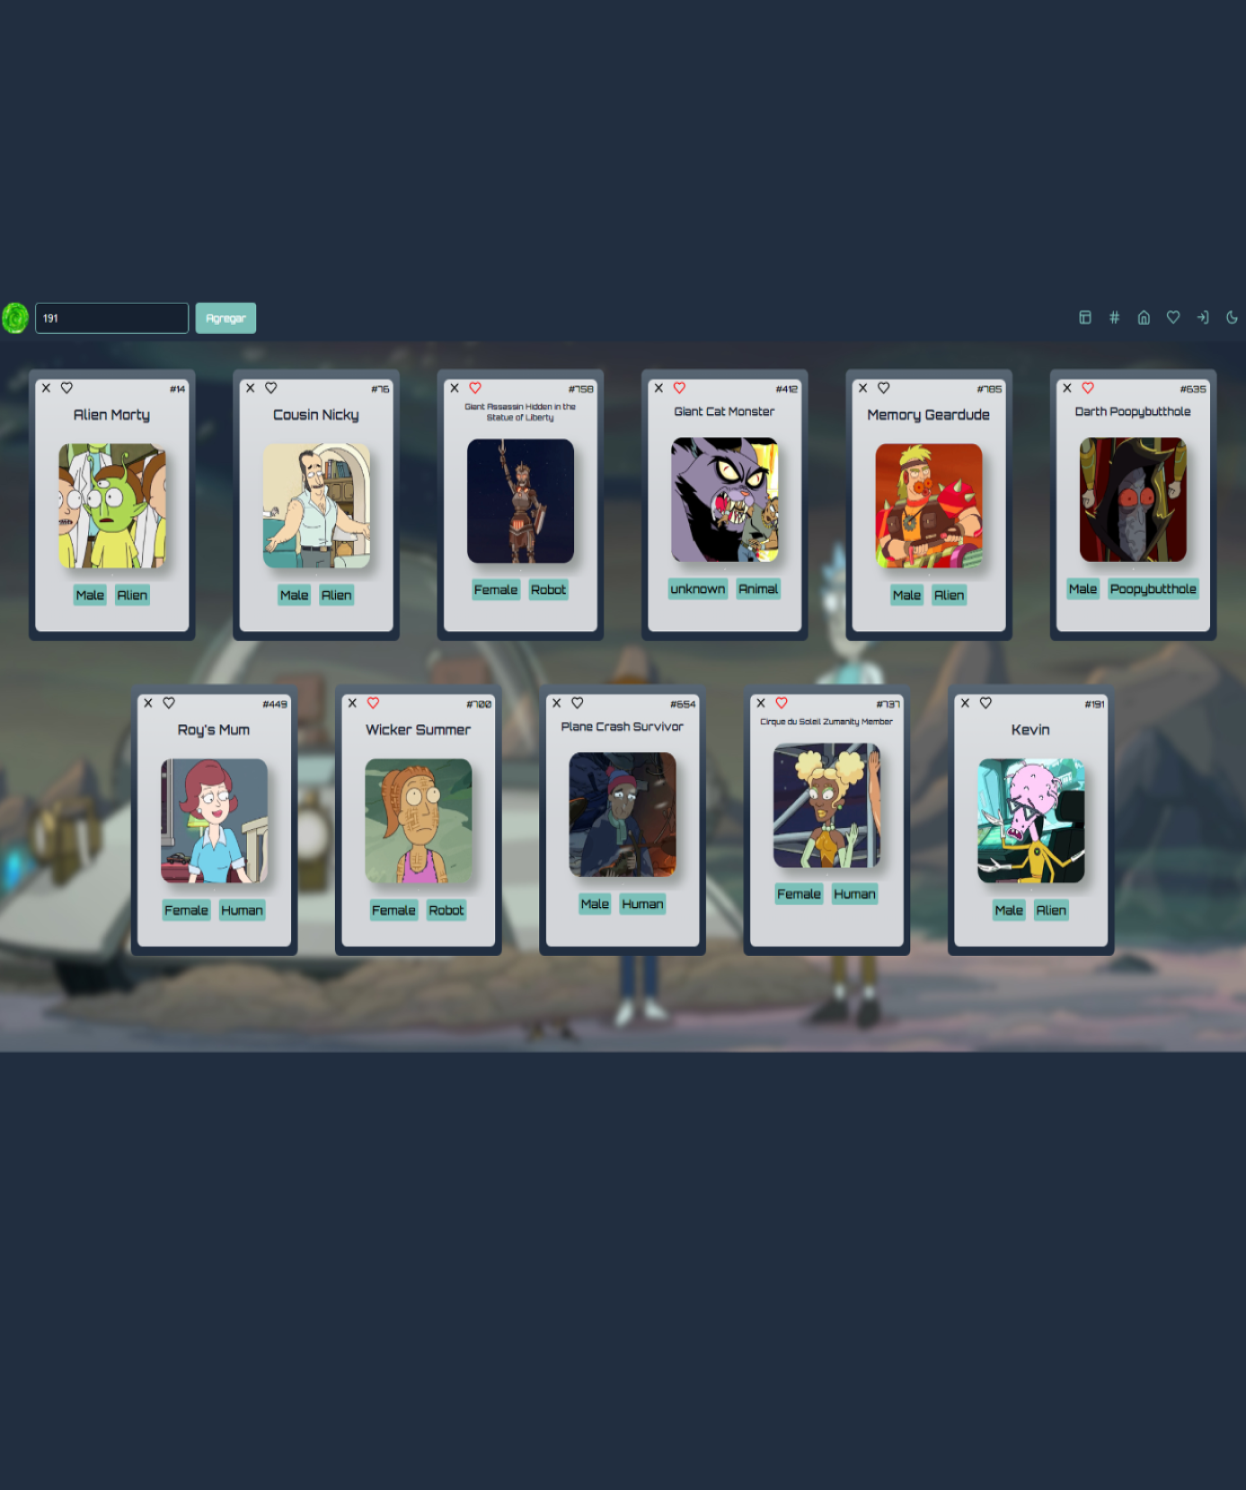 191
Agregar
#14
Alien Morty
Male Alien
#76
Cousin Nicky
Male Alien
#758
Giant Assassin Hidden in the
Statue of Liberty
Female Robot
#412
Giant Cat Monster
unknown Animal
#785
Memory Geardude
Male Alien
#635
Darth Poopybutthole
Male Poopybutthole
#449
Roy's Mum
Female Human
#700
Wicker Summer
Female Robot
#654
Plane Crash Survivor
Male Human
#737
Cirque du Soleil Zumanity Member
Female Human
#191
Kevin
Male Alien